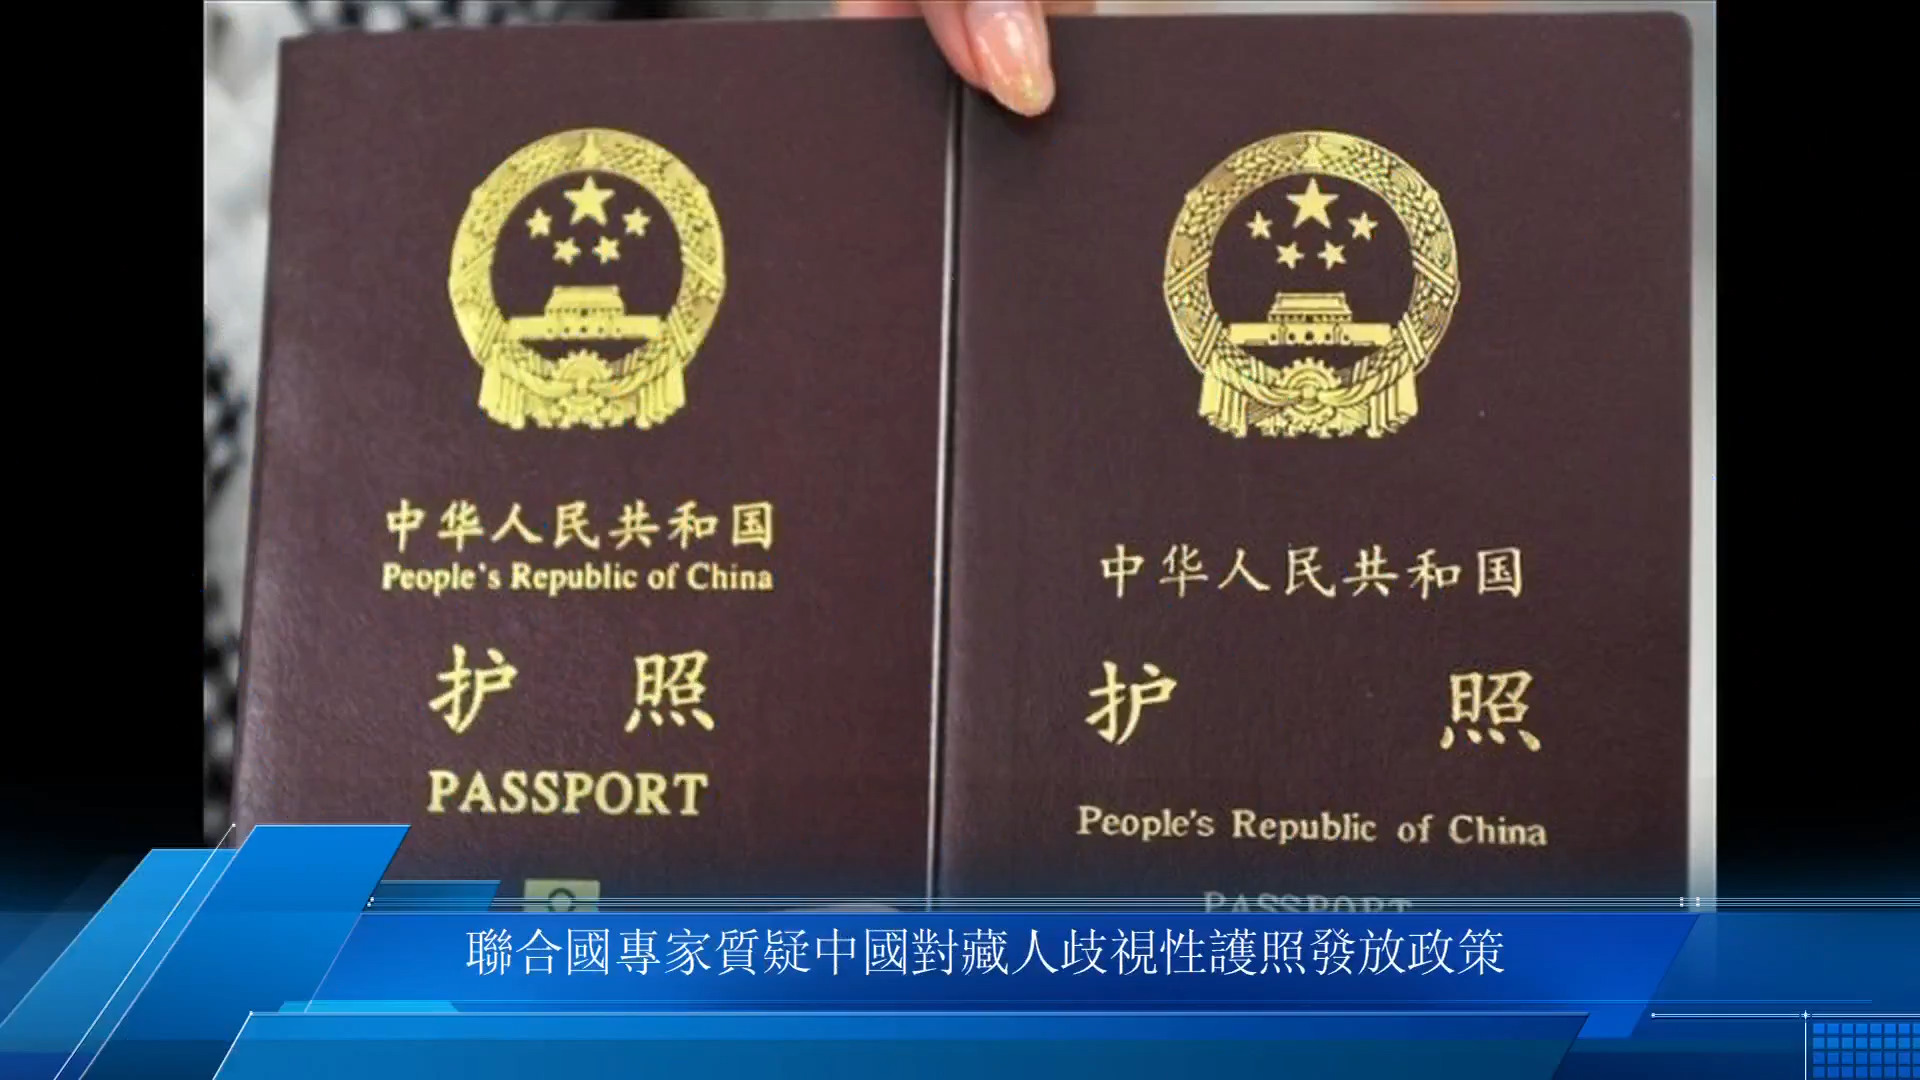 中华人民共和国
People's Republic of China
护照
PASSPORT
中华人民共和国
护照
People's Republic of China
PASSPORT
聯合國專家質疑中國對藏人歧視性護照發放政策